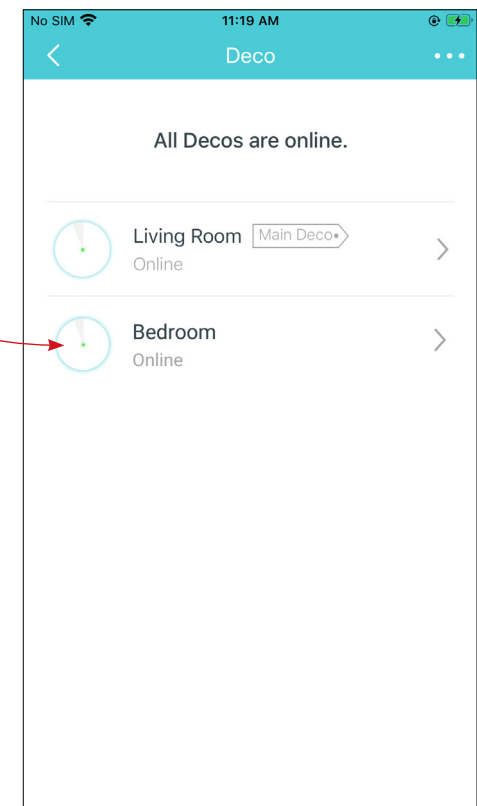 No SIM 11:19 AM
Deco
All Decos are online.
Living Room Main Deco
Online
Bedroom
Online